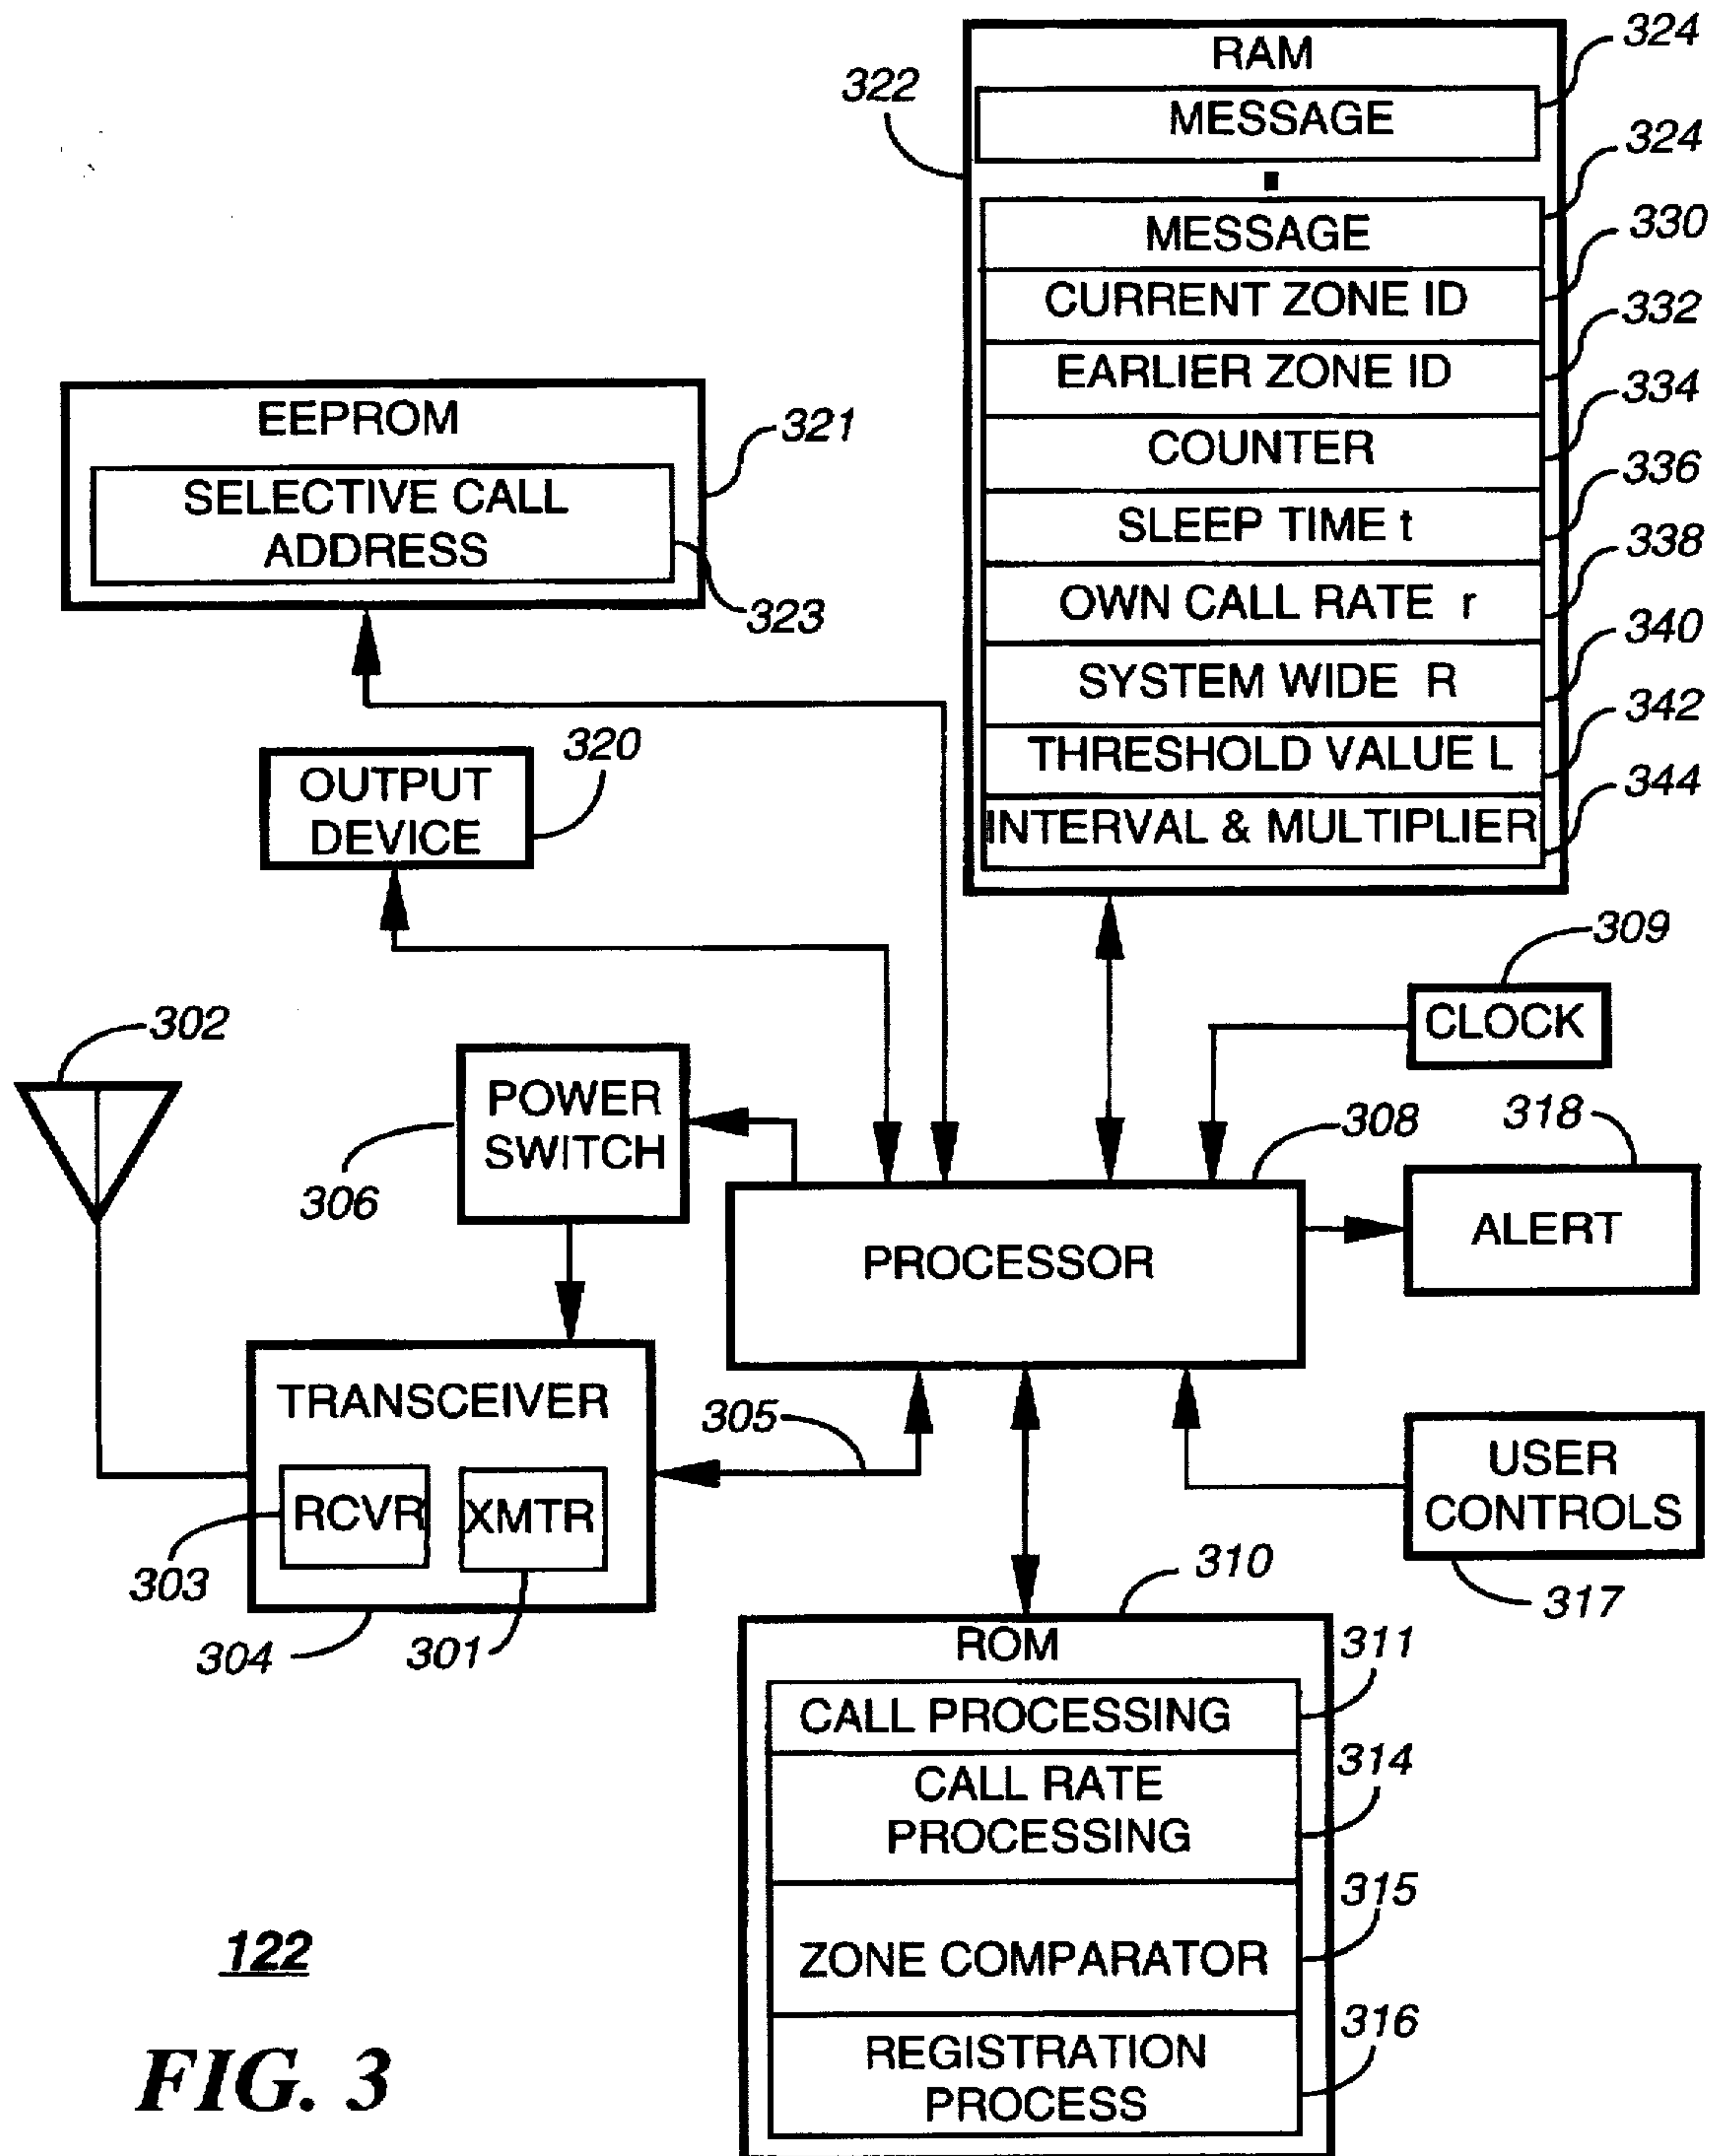 RAM
324
322
MESSAGE
324
MESSAGE
330
CURRENT ZONE ID
332
EARLIER ZONE ID
334
COUNTER
336
SLEEP TIME t
338
OWN CALL RATE r
340
SYSTEM WIDE R
342
THRESHOLD VALUE L
344
INTERVAL & MULTIPLIER
EEPROM
321
SELECTIVE CALL
ADDRESS
323
320
OUTPUT
DEVICE
309
CLOCK
302
POWER
SWITCH
306
308
318
PROCESSOR
ALERT
TRANSCEIVER
305
RCVR
XMTR
303
304
301
USER
CONTROLS
317
310
ROM
311
CALL PROCESSING
314
CALL RATE
PROCESSING
315
ZONE COMPARATOR
316
REGISTRATION
PROCESS
122
FIG. 3